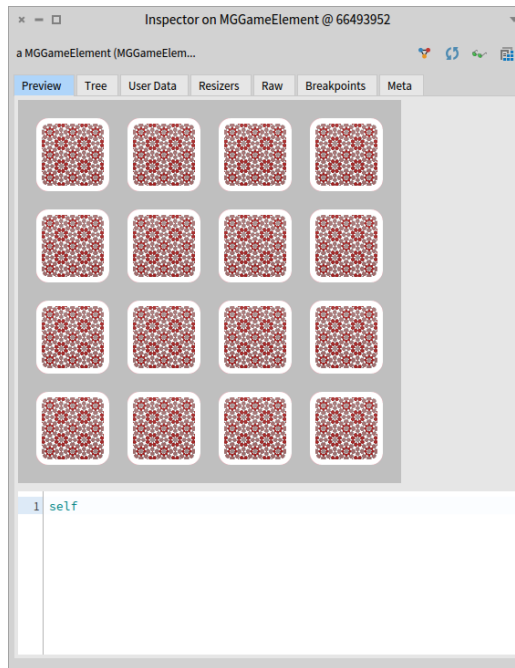 Inspector on MGGameElement @ 66493952
a MGGameElement (MGGameElem...
Preview Tree User Data Resizers Raw Breakpoints Meta
1 self